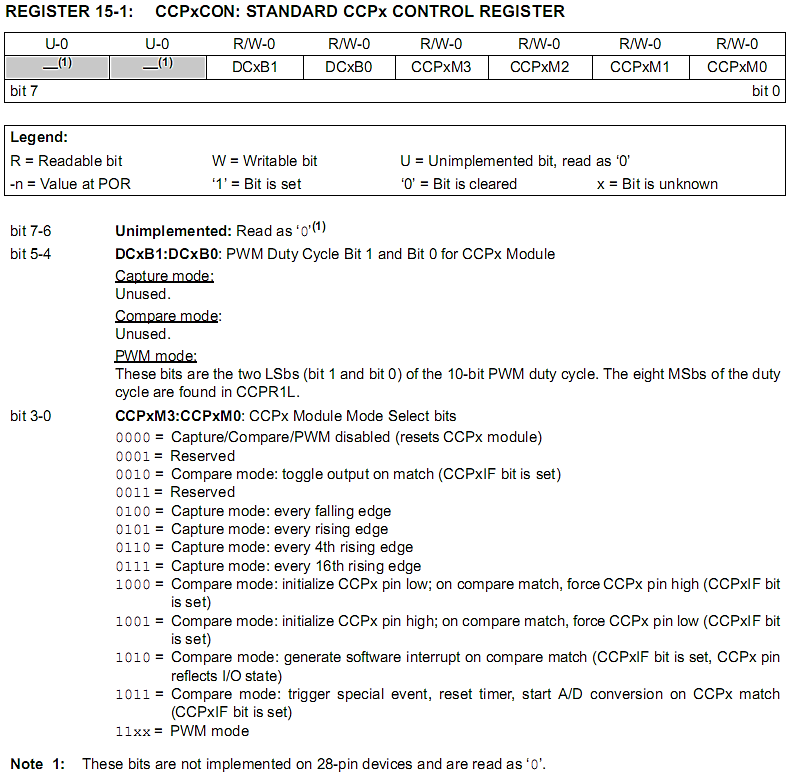 REGISTER 15-1: CCPxCON: STANDARD CCPx CONTROL REGISTER
U-0 U-0 R/W-0 R/W-0 R/W-0 R/W-0 R/W-0 R/W-0
—(1) —(1) DCxB1 DCxB0 CCPxM3 CCPxM2 CCPxM1 CCPxM0
bit 7 bit 0
Legend:
R = Readable bit W = Writable bit U = Unimplemented bit, read as ‘0’
-n = Value at POR ‘1’ = Bit is set ‘0’ = Bit is cleared x = Bit is unknown
bit 7-6 Unimplemented: Read as ‘0’(1)
bit 5-4 DCxB1:DCxB0: PWM Duty Cycle Bit 1 and Bit 0 for CCPx Module
Capture mode:
Unused.
Compare mode:
Unused.
PWM mode:
These bits are the two LSbs (bit 1 and bit 0) of the 10-bit PWM duty cycle. The eight MSbs of the duty
cycle are found in CCPR1L.
bit 3-0 CCPxM3:CCPxM0: CCPx Module Mode Select bits
0000 = Capture/Compare/PWM disabled (resets CCPx module)
0001 = Reserved
0010 = Compare mode: toggle output on match (CCPxIF bit is set)
0011 = Reserved
0100 = Capture mode: every falling edge
0101 = Capture mode: every rising edge
0110 = Capture mode: every 4th rising edge
0111 = Capture mode: every 16th rising edge
1000 = Compare mode: initialize CCPx pin low; on compare match, force CCPx pin high (CCPxIF bit
is set)
1001 = Compare mode: initialize CCPx pin high; on compare match, force CCPx pin low (CCPxIF bit
is set)
1010 = Compare mode: generate software interrupt on compare match (CCPxIF bit is set, CCPx pin
reflects I/O state)
1011 = Compare mode: trigger special event, reset timer, start A/D conversion on CCPx match
(CCPxIF bit is set)
11xx = PWM mode
Note 1: These bits are not implemented on 28-pin devices and are read as ‘0’.